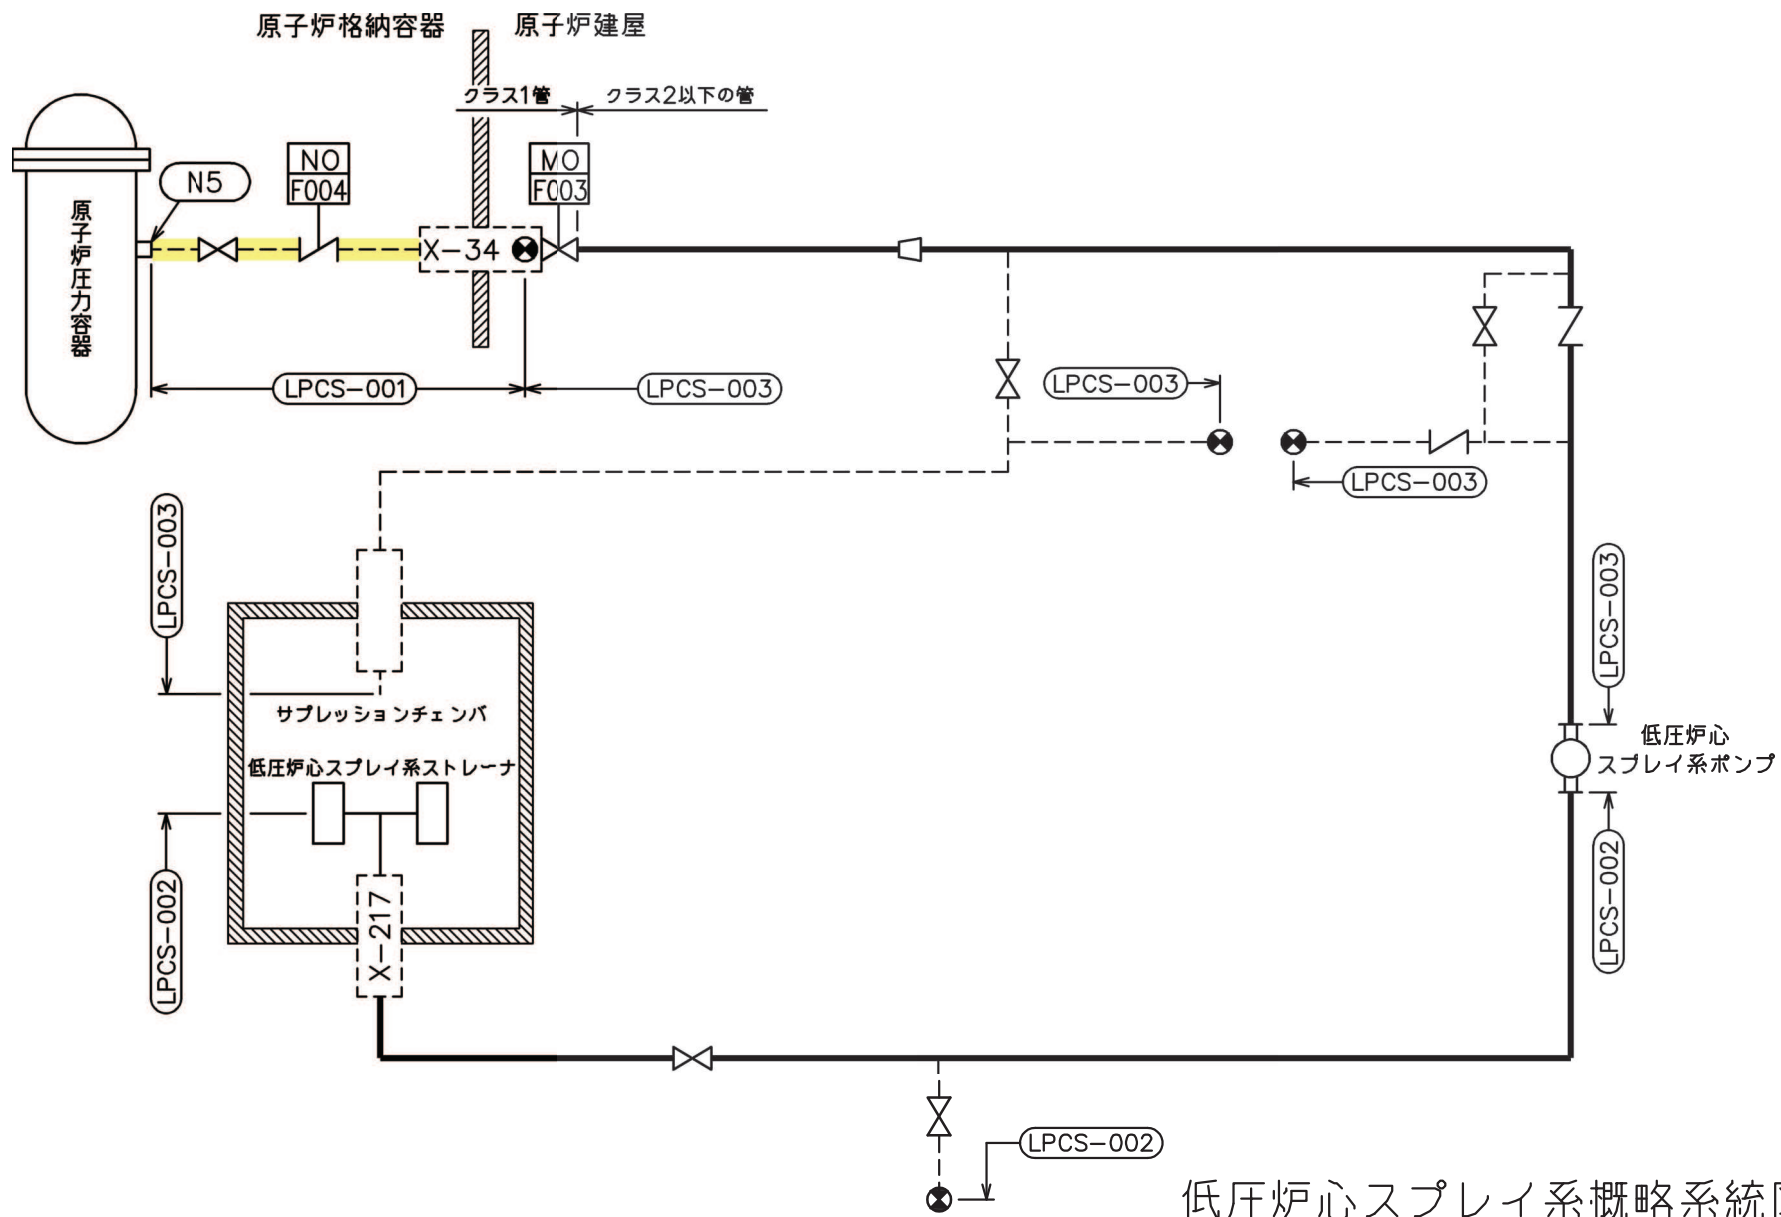 原子炉格納容器
原子炉建屋
クラス1管
クラス2以下の管
NO
F004
MO
F003
N5
原子炉圧力容器
X-34
LPCS-001
LPCS-003
LPCS-003
LPCS-003
LPCS-003
LPCS-003
サプレッションチェンバ
低圧炉心
スプレイ系ポンプ
低圧炉心スプレイ系ストレーナ
LPCS-002
LPCS-002
X-217
LPCS-002
低圧炉心スプレイ系概略系統